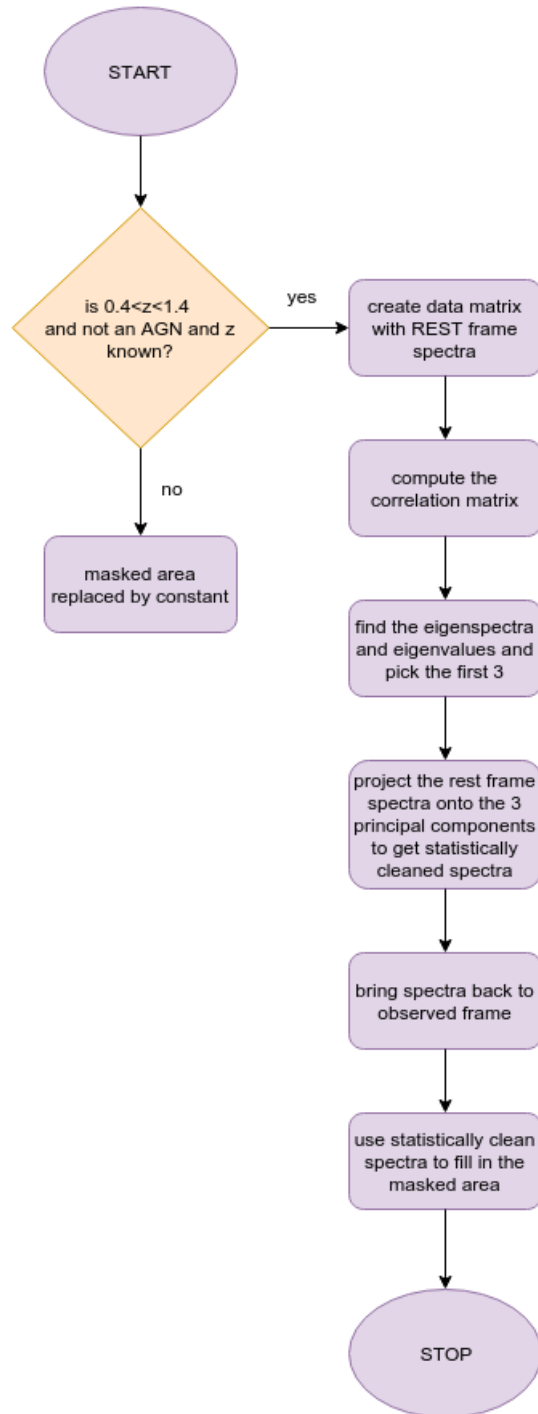 START
is 0.4<z<1.4
and not an AGN and z
known?
yes
no
masked area
replaced by constant
create data matrix
with REST frame
spectra
compute the
correlation matrix
find the eigenspectra
and eigenvalues and
pick the first 3
project the rest frame
spectra onto the 3
principal components
to get statistically
cleaned spectra
bring spectra back to
observed frame
use statistically clean
spectra to fill in the
masked area
STOP